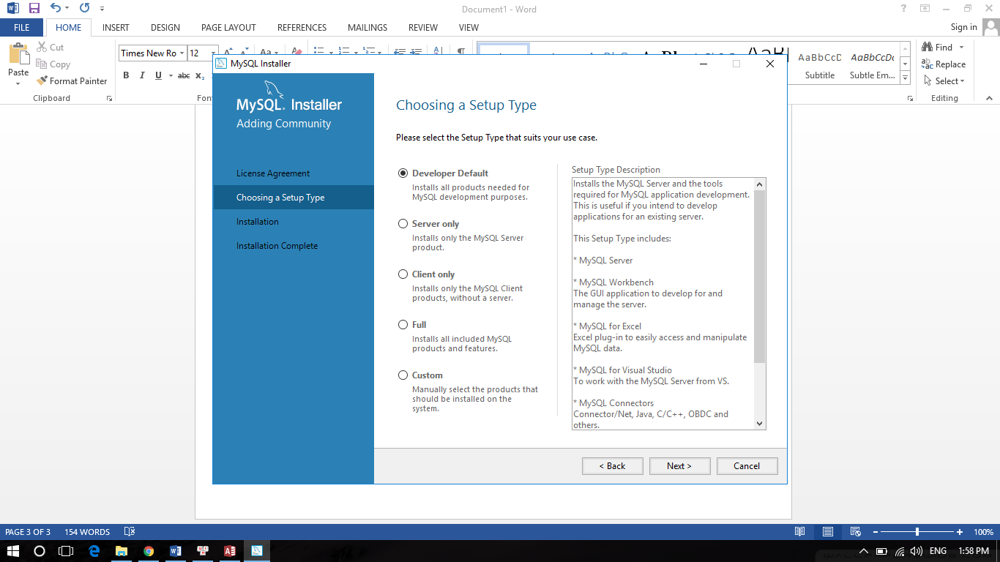 Document1 - Word
FILE HOME INSERT DESIGN PAGE LAYOUT REFERENCES MAILINGS REVIEW VIEW Sign in
Paste
Cut
Copy
Format Painter
Clipboard
Times New Ro 12
B I U abc x₂
AaBbCcD AaBbCcDc
Subtitle Subtle Em...
Find
Replace
Select
Editing
MySQL Installer
MySQL. Installer
Adding Community
License Agreement
Choosing a Setup Type
Installation
Installation Complete
Choosing a Setup Type
Please select the Setup Type that suits your use case.
Developer Default
Installs all products needed for
MySQL development purposes.
Server only
Installs only the MySQL Server
product.
Client only
Installs only the MySQL Client
products, without a server.
Full
Installs all included MySQL
products and features.
Custom
Manually select the products that
should be installed on the
system.
Setup Type Description
Installs the MySQL Server and the tools
required for MySQL application development.
This is useful if you intend to develop
applications for an existing server.
This Setup Type includes:
* MySQL Server
* MySQL Workbench
The GUI application to develop for and
manage the server.
* MySQL for Excel
Excel plug-in to easily access and manipulate
MySQL data.
* MySQL for Visual Studio
To work with the MySQL Server from VS.
* MySQL Connectors
Connector/Net, Java, C/C++, OBDC and
others.
< Back Next > Cancel
PAGE 3 OF 3 154 WORDS 100%
ENG 1:58 PM